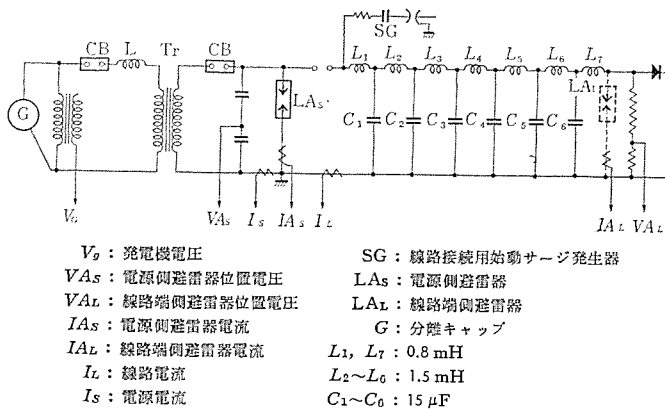 SG
CB L Tr CB
L₁ L₂ L₃ L₄ L₅ L₆ L₇
G
LAs
LAL
C₁ C₂ C₃ C₄ C₅ C₆
VG VAS IS IAS IL IAL VAL
Vg : 発電機電圧
VAS : 電源側避雷器位置電圧
VAL : 線路端側避雷器位置電圧
IAS : 電源側避雷器電流
IAL : 線路端側避雷器電流
IL : 線路電流
IS : 電源電流
SG : 線路接続用始動サージ発生器
LAS : 電源側避雷器
LAL : 線路端側避雷器
G : 分離キャップ
L₁, L₇ : 0.8 mH
L₂~L₆ : 1.5 mH
C₁~C₆ : 15 μF